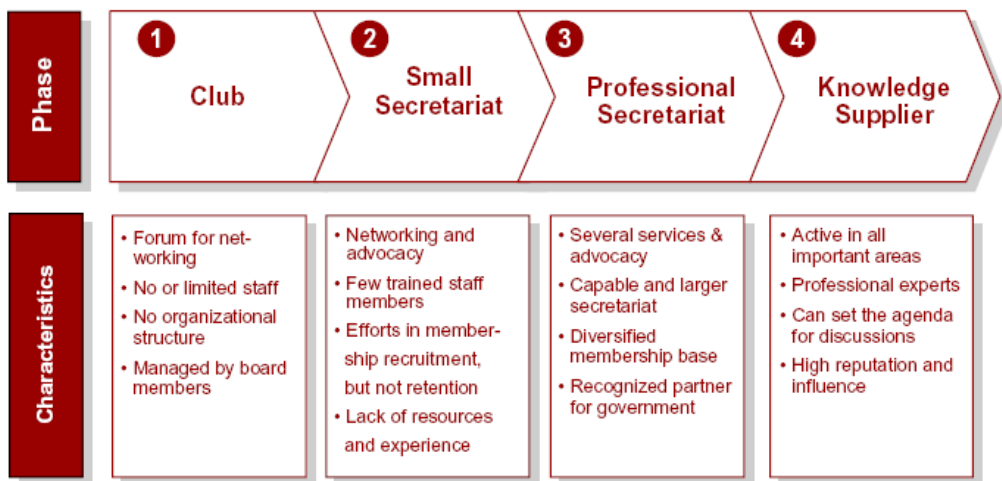 Phase
1
Club
2
Small
Secretariat
3
Professional
Secretariat
4
Knowledge
Supplier
Characteristics
• Forum for net-
working
• No or limited staff
• No organizational
structure
• Managed by board
members
• Networking and
advocacy
• Few trained staff
members
• Efforts in member-
ship recruitment,
but not retention
• Lack of resources
and experience
• Several services &
advocacy
• Capable and larger
secretariat
• Diversified
membership base
• Recognized partner
for government
• Active in all
important areas
• Professional experts
• Can set the agenda
for discussions
• High reputation and
influence